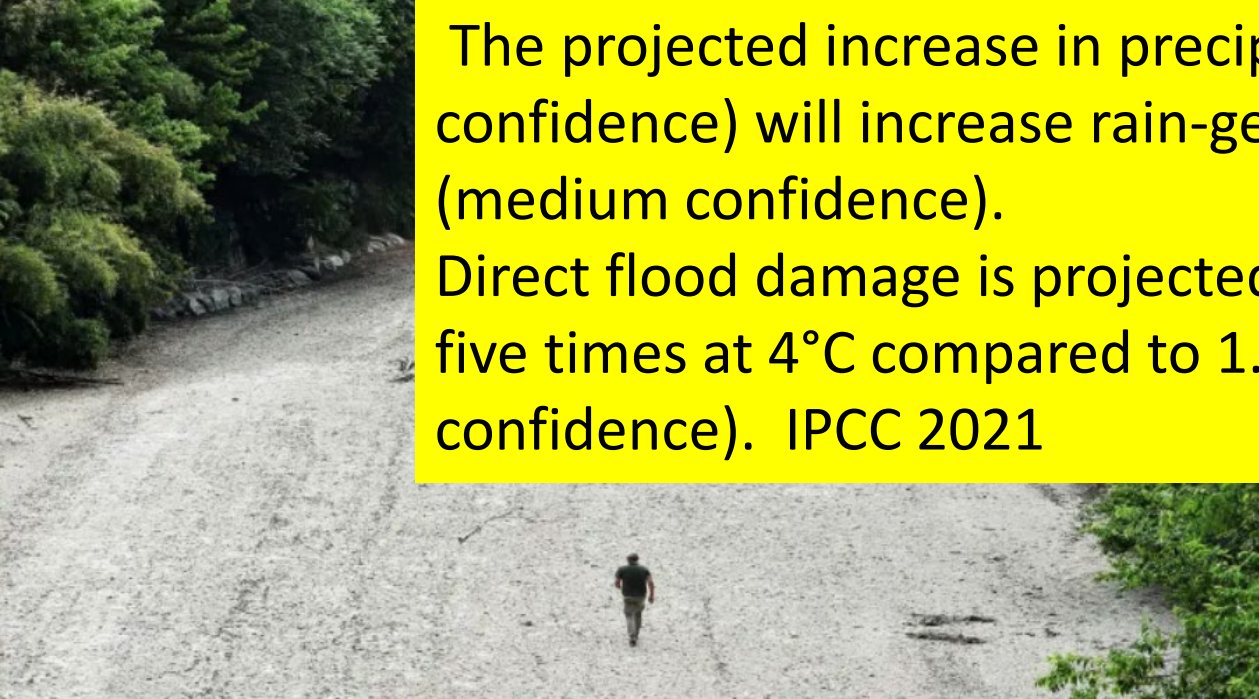 The projected increase in precip
confidence) will increase rain-ge
(medium confidence).
Direct flood damage is projected
five times at 4°C compared to 1.
confidence).  IPCC 2021